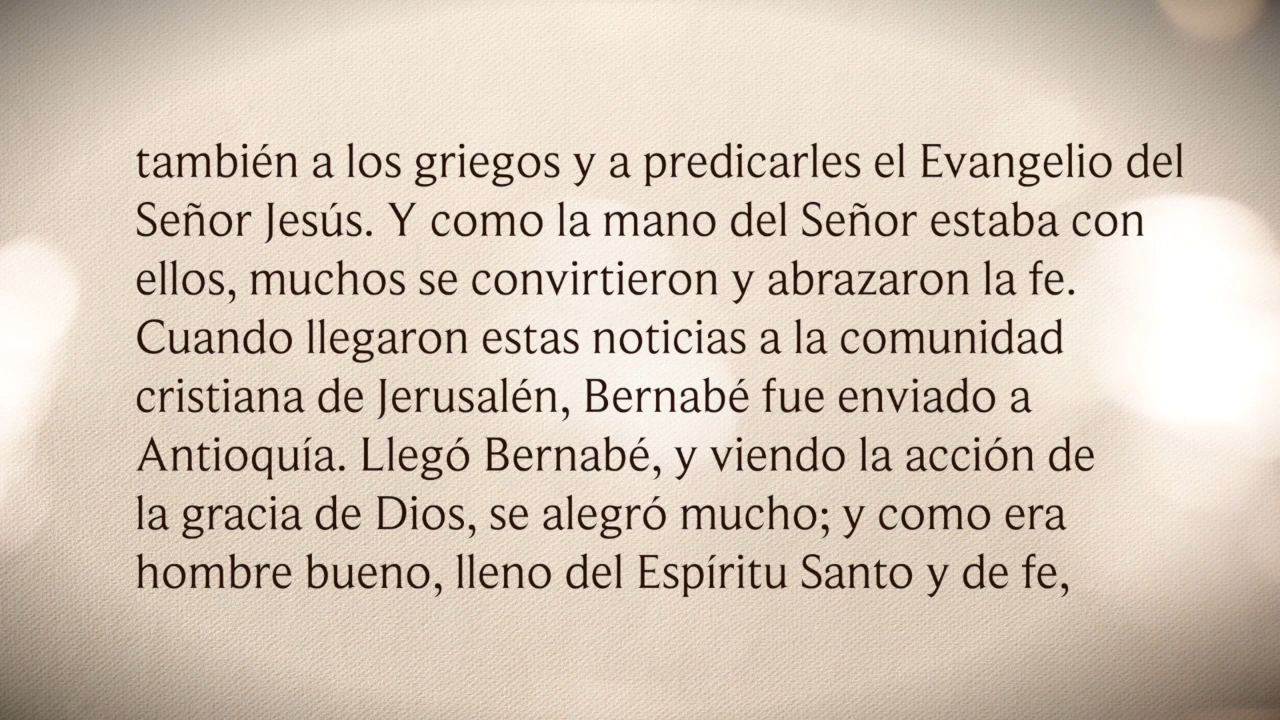 también a los griegos y a predicarles el Evangelio del
Señor Jesús. Y como la mano del Señor estaba con
ellos, muchos se convirtieron y abrazaron la fe.
Cuando llegaron estas noticias a la comunidad
cristiana de Jerusalén, Bernabé fue enviado a
Antioquía. Llegó Bernabé, y viendo la acción de
la gracia de Dios, se alegró mucho; y como era
hombre bueno, lleno del Espíritu Santo y de fe,